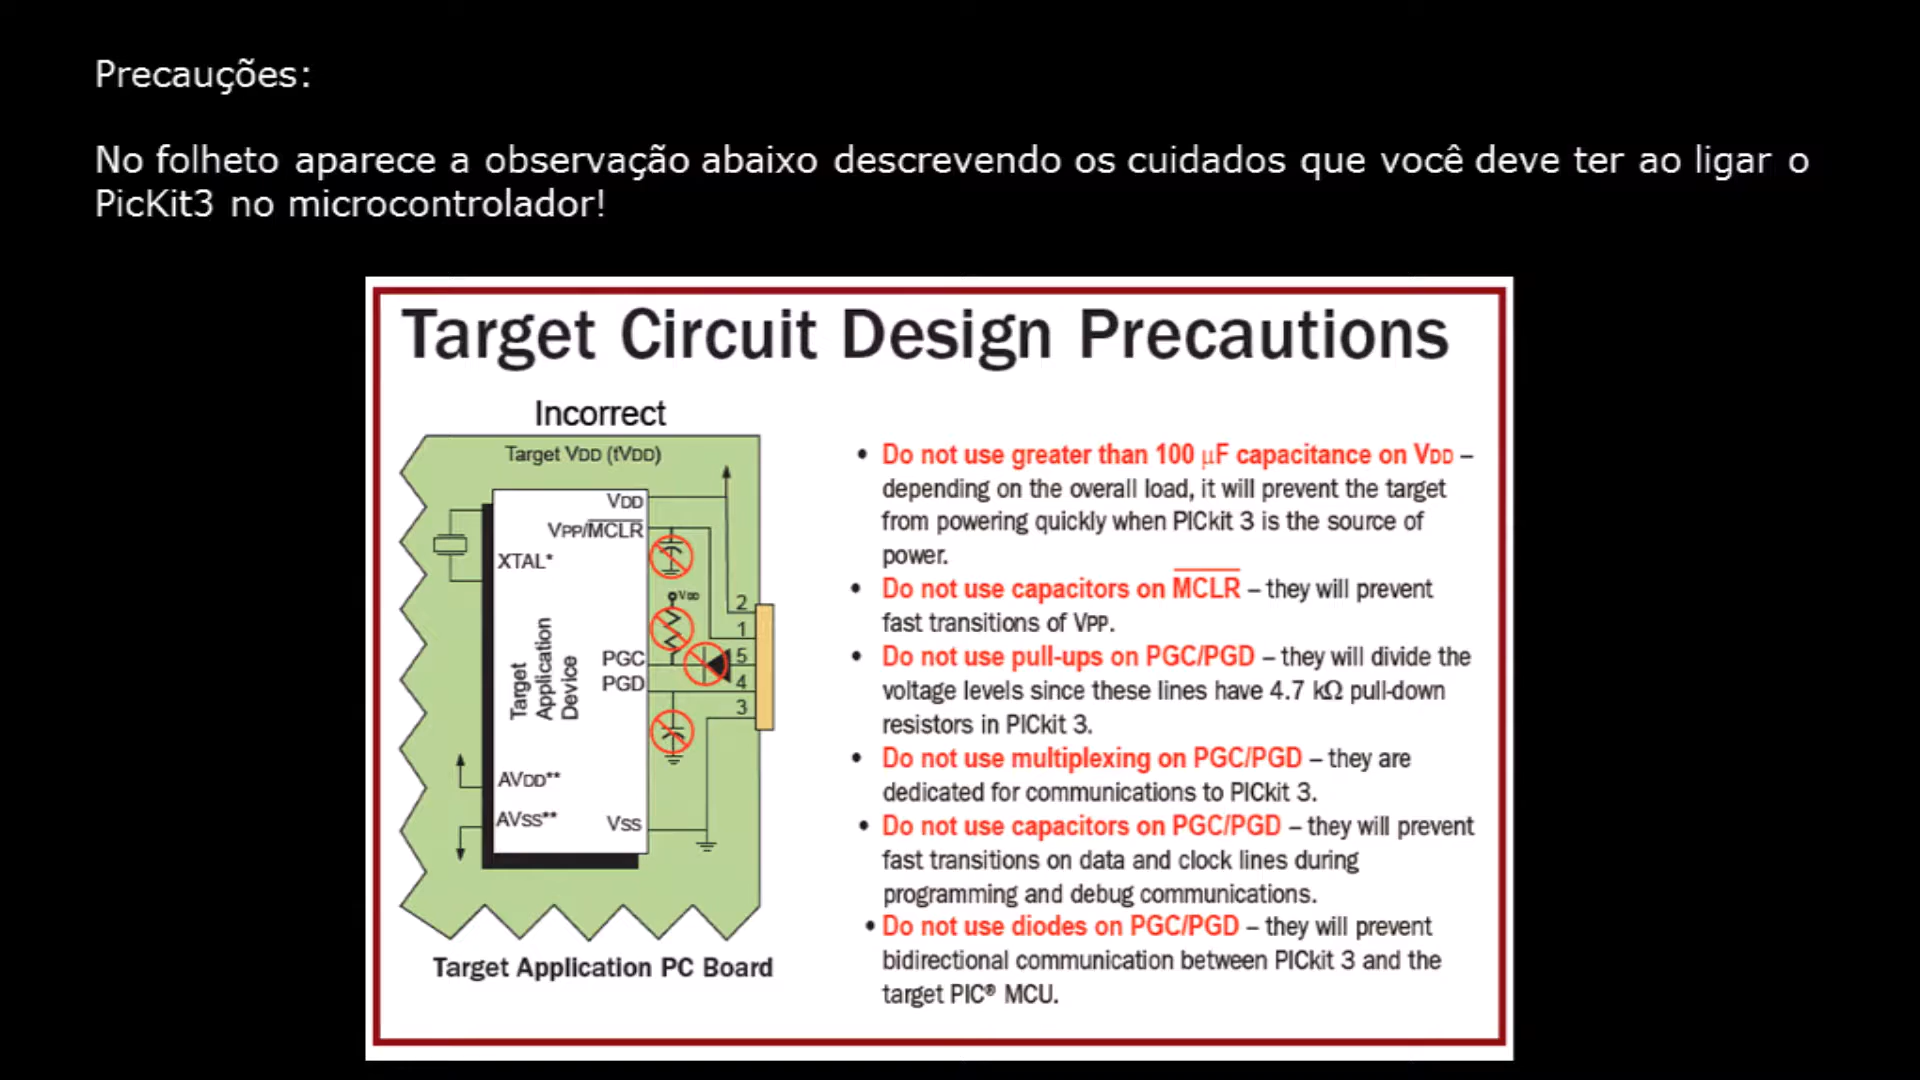 Precauções:
No folheto aparece a observação abaixo descrevendo os cuidados que você deve ter ao ligar o
PicKit3 no microcontrolador!
Target Circuit Design Precautions
Incorrect
Target VDD (tVDD)
VDD
VPP/MCLR
XTAL*
VDD
2
1
Target
Application
Device
PGC
5
PGD
4
3
AVDD**
AVSS**
VSS
Target Application PC Board
• Do not use greater than 100 µF capacitance on VDD –
depending on the overall load, it will prevent the target
from powering quickly when PICkit 3 is the source of
power.
• Do not use capacitors on MCLR – they will prevent
fast transitions of VPP.
• Do not use pull-ups on PGC/PGD – they will divide the
voltage levels since these lines have 4.7 kΩ pull-down
resistors in PICkit 3.
• Do not use multiplexing on PGC/PGD – they are
dedicated for communications to PICkit 3.
• Do not use capacitors on PGC/PGD – they will prevent
fast transitions on data and clock lines during
programming and debug communications.
• Do not use diodes on PGC/PGD – they will prevent
bidirectional communication between PICkit 3 and the
target PIC® MCU.